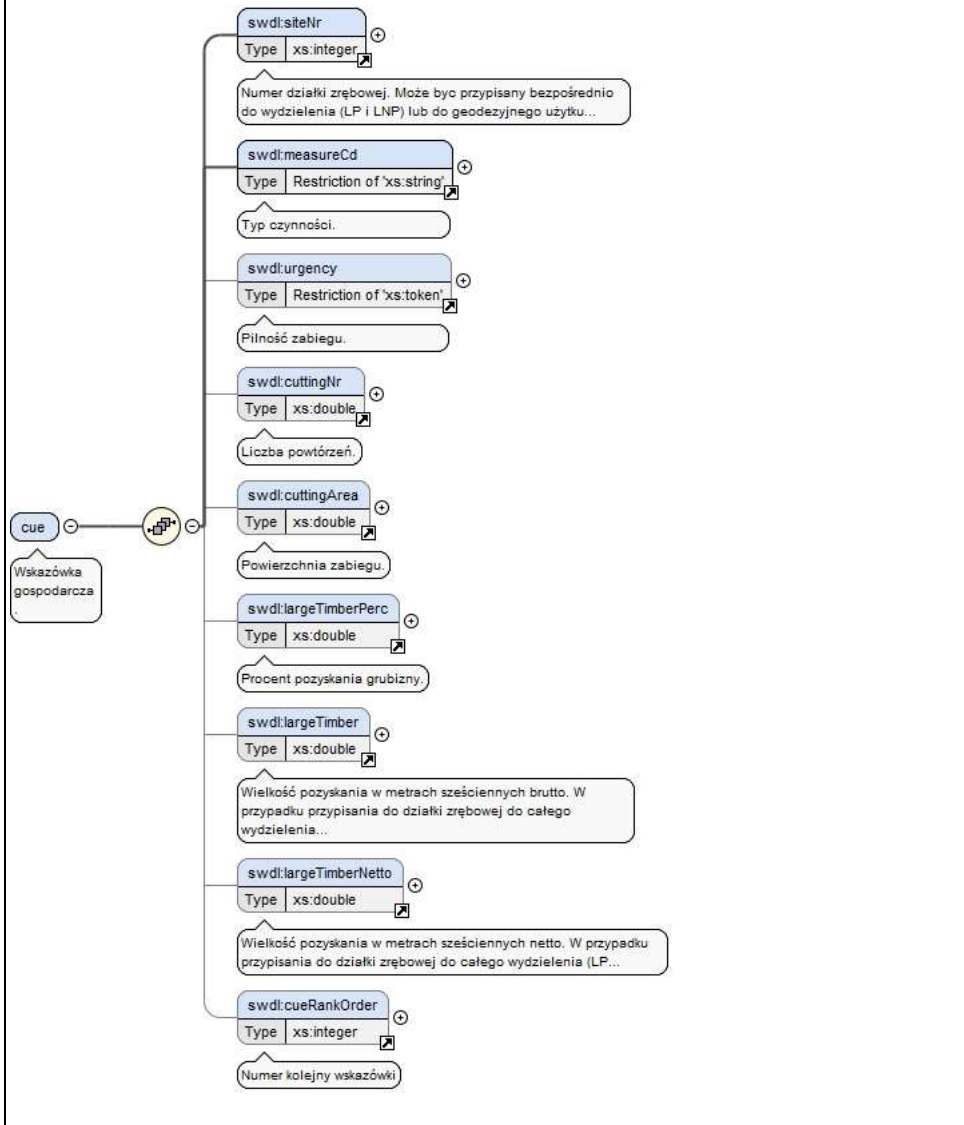 swdl:siteNr
Type xs:integer
Numer działki zrębowej. Może byc przypisany bezpośrednio
do wydzielenia (LP i LNP) lub do geodezyjnego użytku...
swdl:measureCd
Type Restriction of 'xs:string'
Typ czynności.
swdl:urgency
Type Restriction of 'xs:token'
Pilność zabiegu.
swdl:cuttingNr
Type xs:double
Liczba powtórzeń.
swdl:cuttingArea
Type xs:double
Powierzchnia zabiegu.
cue
Wskazówka
gospodarcza
.
swdl:largeTimberPerc
Type xs:double
Procent pozyskania grubizny.
swdl:largeTimber
Type xs:double
Wielkość pozyskania w metrach sześciennych brutto. W
przypadku przypisania do działki zrębowej do całego
wydzielenia...
swdl:largeTimberNetto
Type xs:double
Wielkość pozyskania w metrach sześciennych netto. W przypadku
przypisania do działki zrębowej do całego wydzielenia (LP...
swdl:cueRankOrder
Type xs:integer
Numer kolejny wskazówki